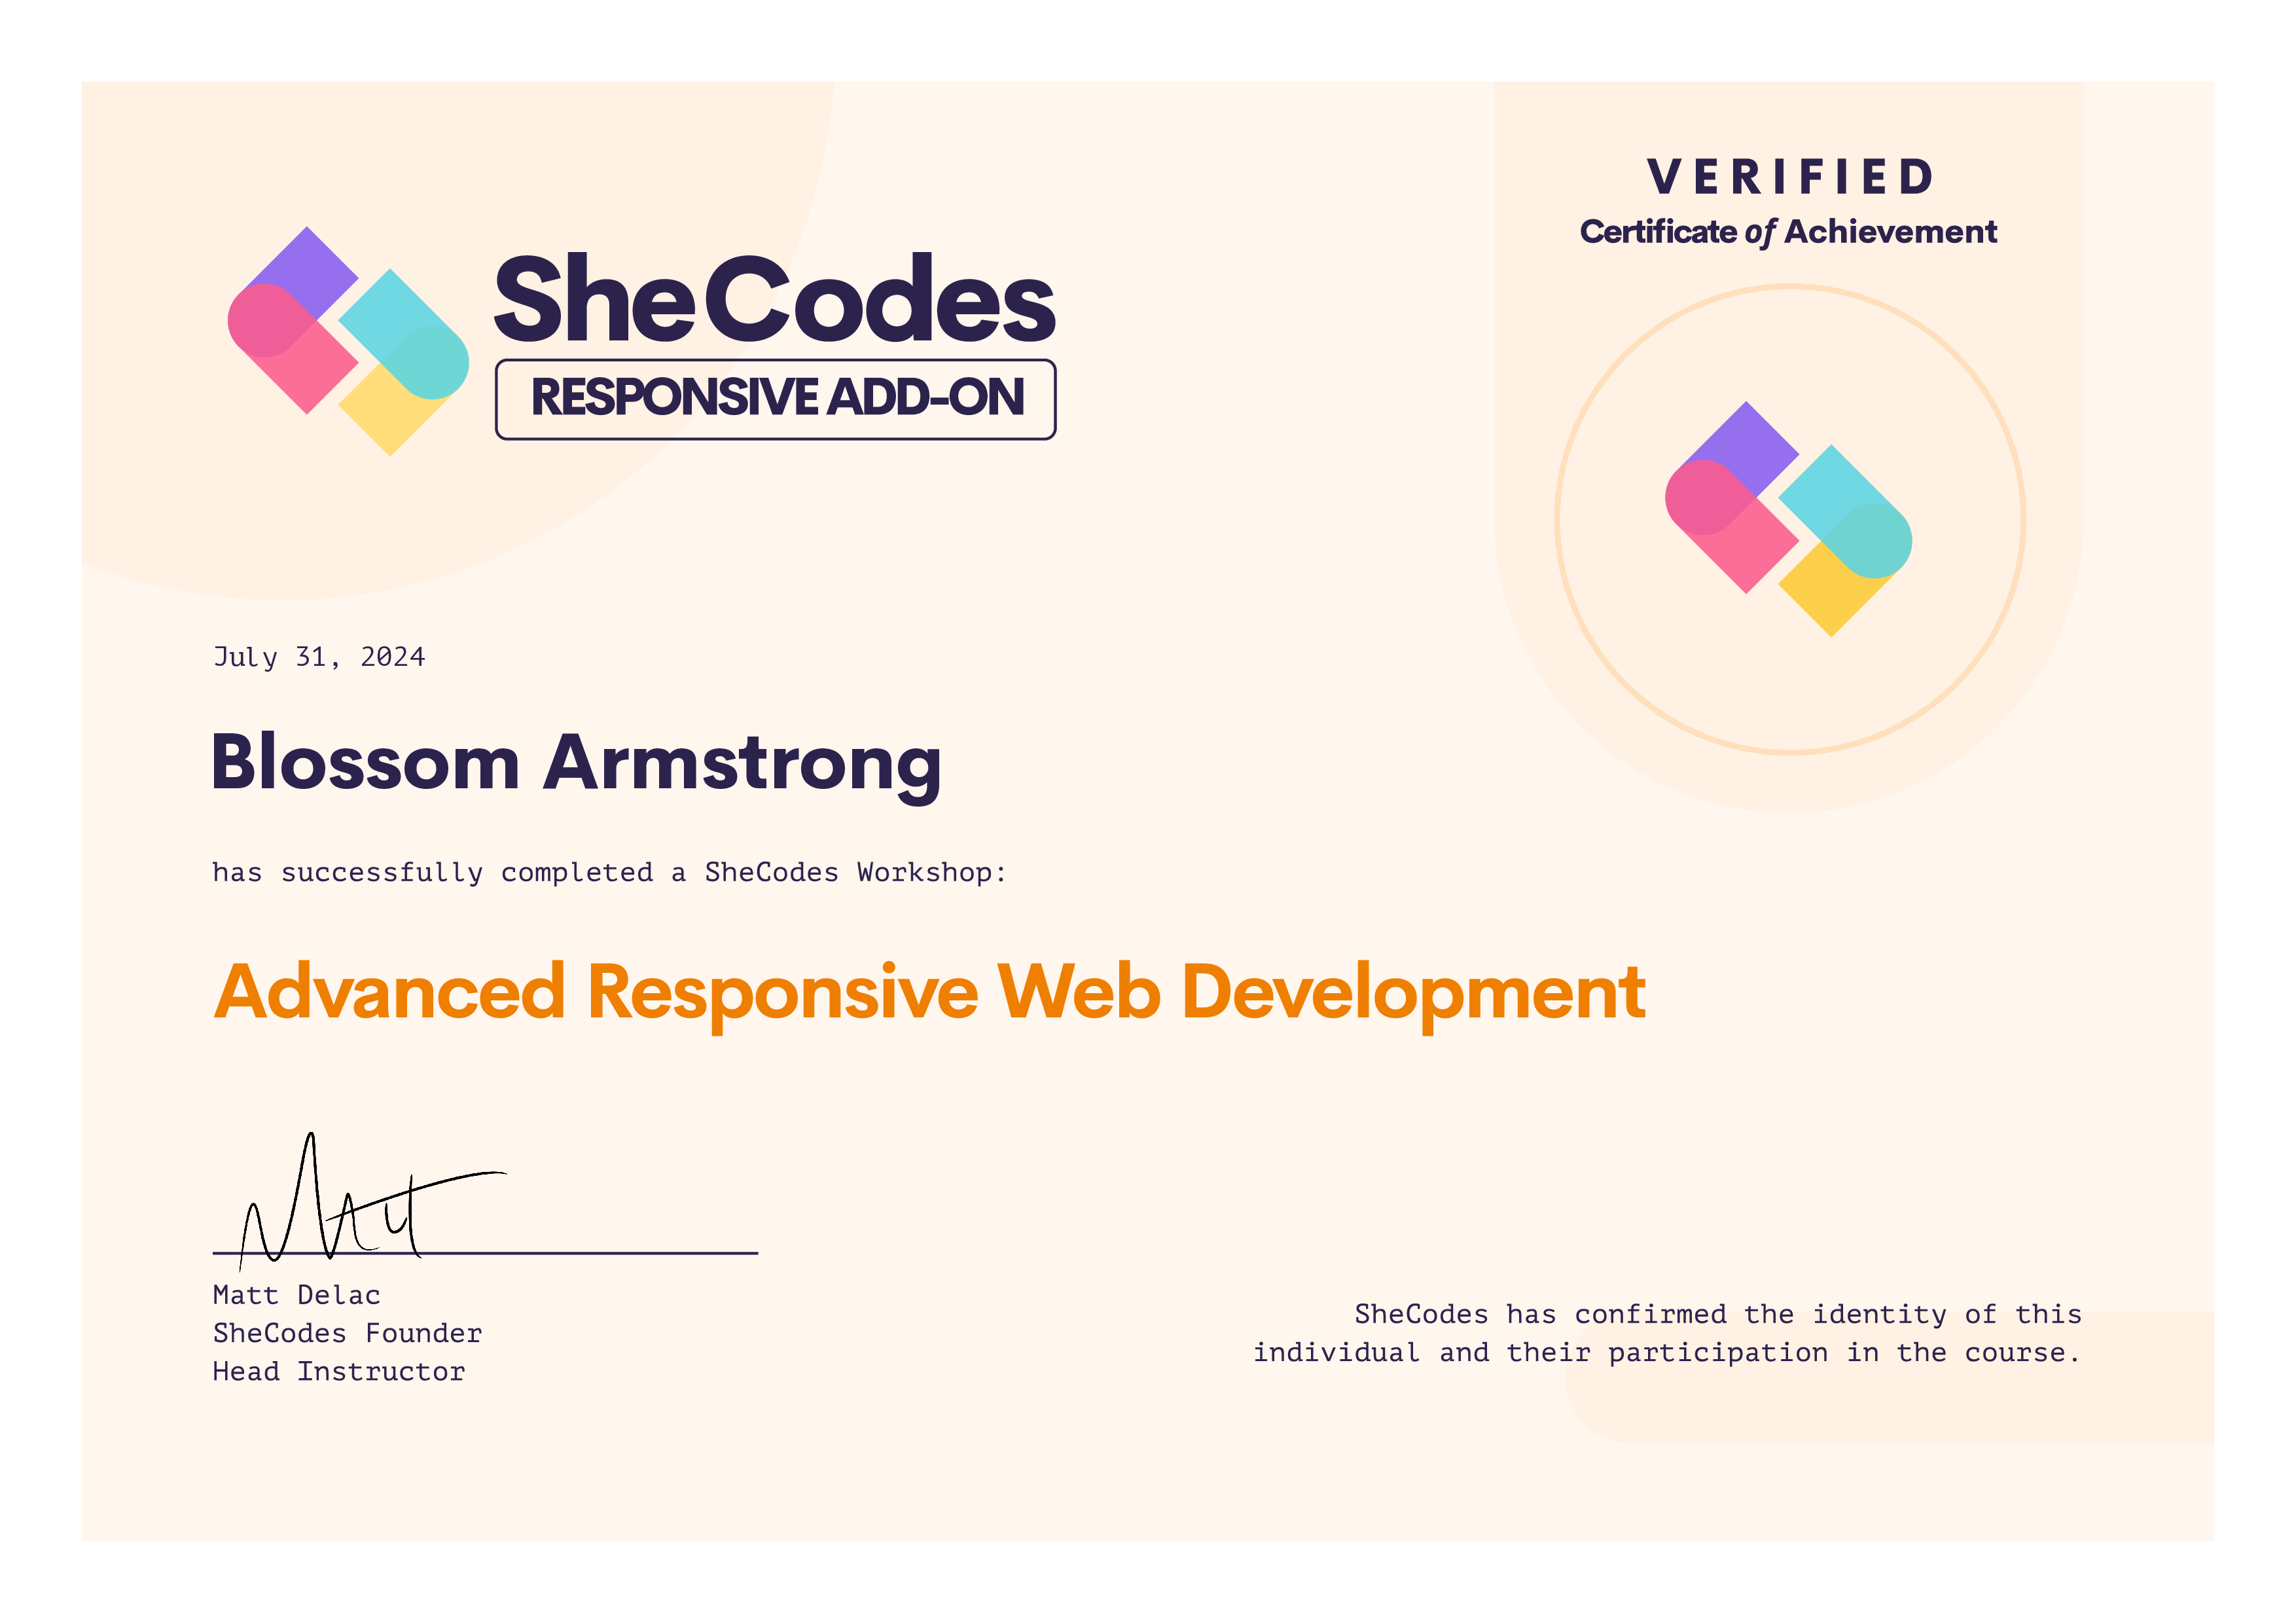 SheCodes
RESPONSIVE ADD-ON
VERIFIED
Certificate of Achievement
July 31, 2024
Blossom Armstrong
has successfully completed a SheCodes Workshop:
Advanced Responsive Web Development
Matt
Matt Delac
SheCodes Founder
Head Instructor
SheCodes has confirmed the identity of this
individual and their participation in the course.